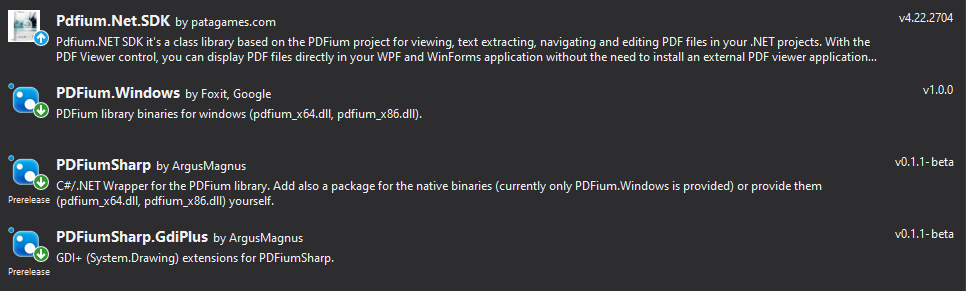 Pdfium.Net.SDK by patagames.com v4.22.2704
Pdfium.NET SDK it's a class library based on the PDFium project for viewing, text extracting, navigating and editing PDF files in your .NET projects. With the
PDF Viewer control, you can display PDF files directly in your WPF and WinForms application without the need to install an external PDF viewer application...
PDFium.Windows by Foxit, Google v1.0.0
PDFium library binaries for windows (pdfium_x64.dll, pdfium_x86.dll).
PDFiumSharp by ArgusMagnus v0.1.1-beta
C#/.NET Wrapper for the PDFium library. Add also a package for the native binaries (currently only PDFium.Windows is provided) or provide them
Prerelease (pdfium_x64.dll, pdfium_x86.dll) yourself.
PDFiumSharp.GdiPlus by ArgusMagnus v0.1.1-beta
GDI+ (System.Drawing) extensions for PDFiumSharp.
Prerelease